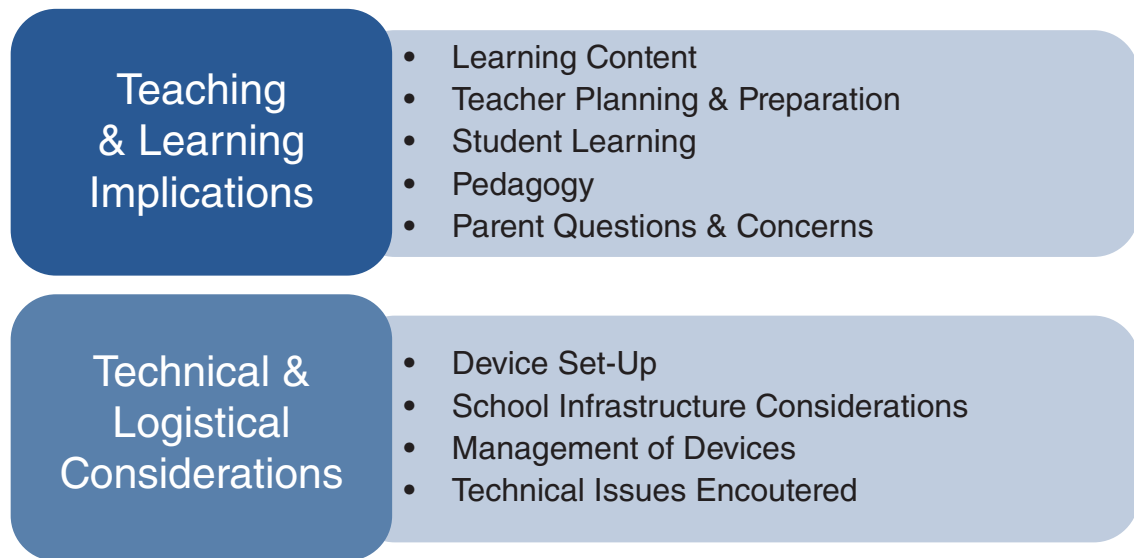 Teaching
& Learning
Implications
• Learning Content
• Teacher Planning & Preparation
• Student Learning
• Pedagogy
• Parent Questions & Concerns
Technical &
Logistical
Considerations
• Device Set-Up
• School Infrastructure Considerations
• Management of Devices
• Technical Issues Encoutered